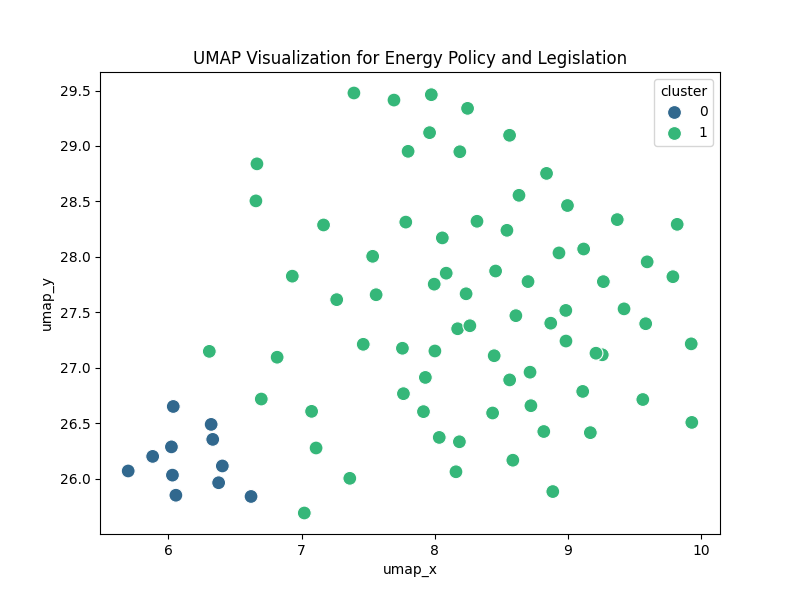 UMAP Visualization for Energy Policy and Legislation
cluster
0
1
29.5
29.0
28.5
28.0
27.5
27.0
26.5
26.0
umap_y
6 7 8 9 10
umap_x